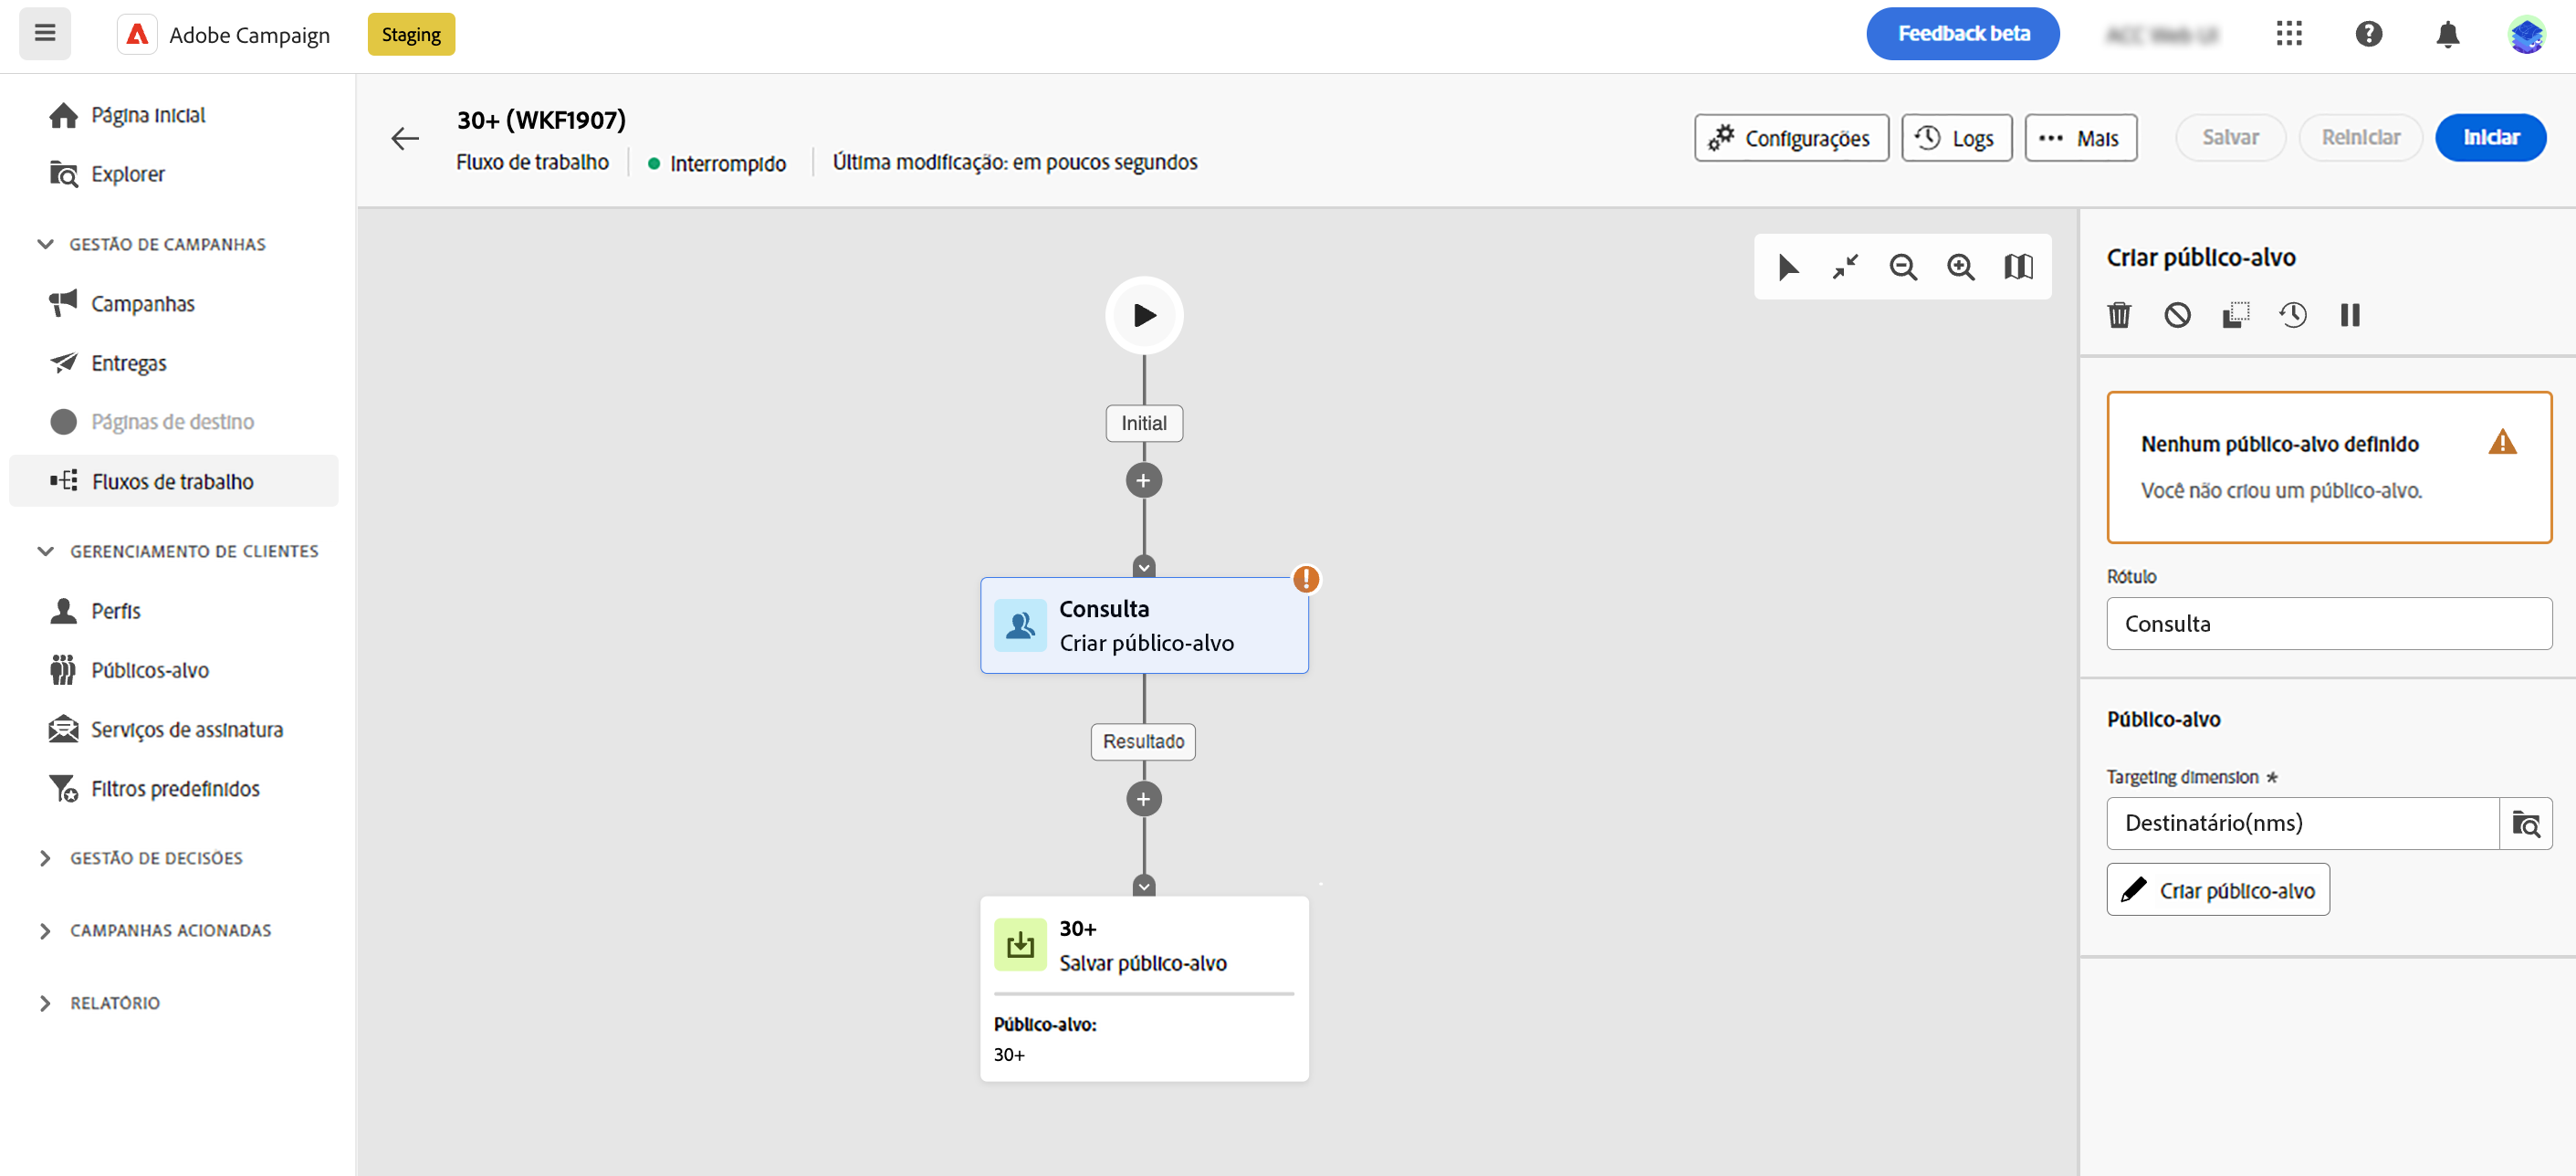 Adobe Campaign
Staging
Feedback beta
Página inicial
Explorer
GESTÃO DE CAMPANHAS
Campanhas
Entregas
Páginas de destino
Fluxos de trabalho
GERENCIAMENTO DE CLIENTES
Perfis
Públicos-alvo
Serviços de assinatura
Filtros predefinidos
GESTÃO DE DECISÕES
CAMPANHAS ACIONADAS
RELATÓRIO
30+ (WKF1907)
Fluxo de trabalho
Interrompido
Última modificação: em poucos segundos
Configurações
Logs
Mais
Salvar
Reiniciar
Iniciar
Initial
Consulta
Criar público-alvo
Resultado
30+
Salvar público-alvo
Público-alvo:
30+
Criar público-alvo
Nenhum público-alvo definido
Você não criou um público-alvo.
Rótulo
Consulta
Público-alvo
Targeting dimension *
Destinatário(nms)
Criar público-alvo